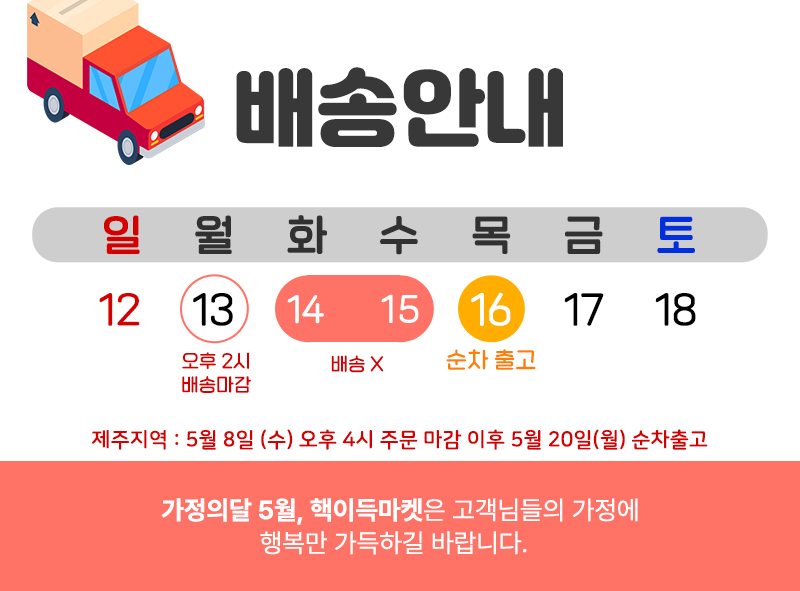 배송안내
일 월 화 수 목 금 토
12 13 14 15 16 17 18
오후 2시
배송마감
배송 X
순차 출고
제주지역 : 5월 8일 (수) 오후 4시 주문 마감 이후 5월 20일(월) 순차출고
가정의달 5월, 핵이득마켓은 고객님들의 가정에
행복만 가득하길 바랍니다.